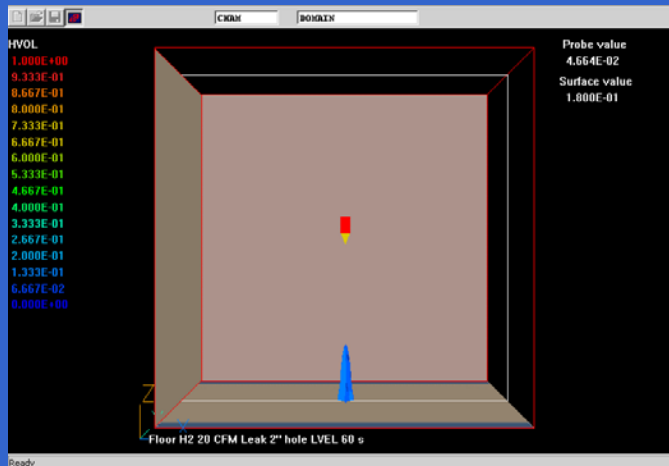 CHAM DOMAIN
HVOL
1.000E+00
9.333E-01
8.667E-01
8.000E-01
7.333E-01
6.667E-01
6.000E-01
5.333E-01
4.667E-01
4.000E-01
3.333E-01
2.667E-01
2.000E-01
1.333E-01
6.667E-02
0.000E+00
Probe value
4.664E-02
Surface value
1.800E-01
Z
Y
X
Floor H2 20 CFM Leak 2" hole LVEL 60 s
Ready